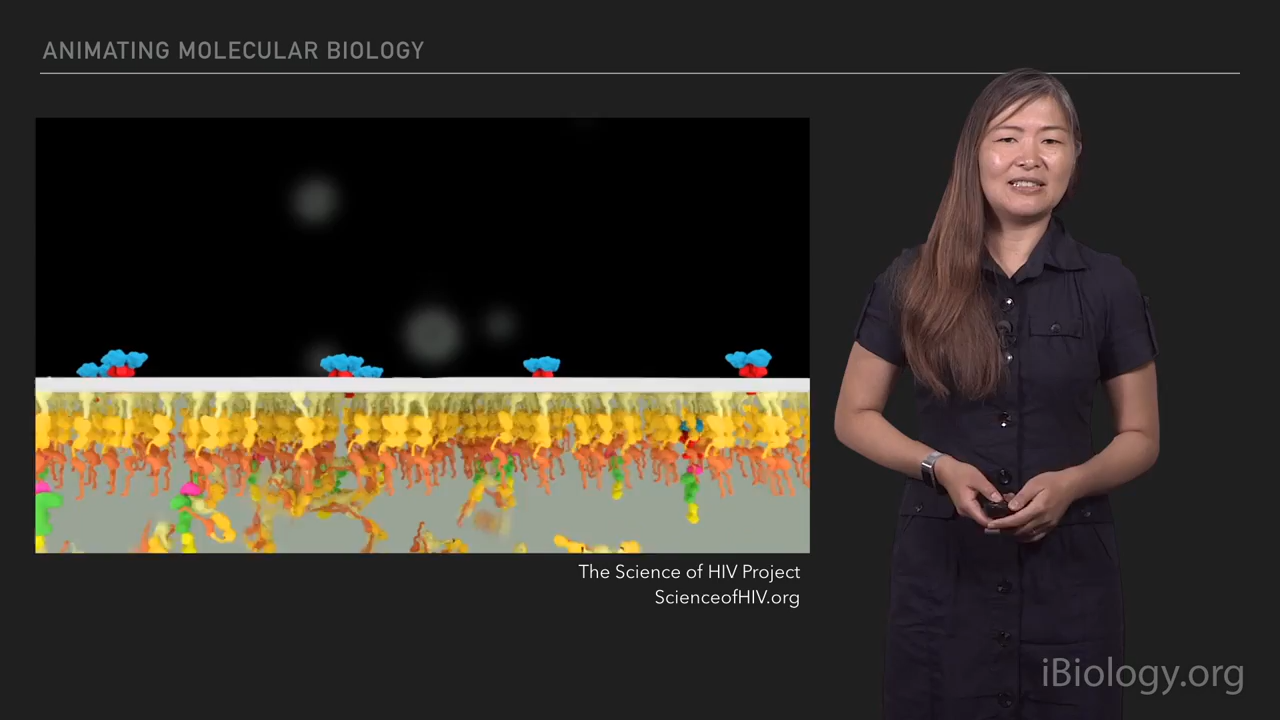 ANIMATING MOLECULAR BIOLOGY
The Science of HIV Project
ScienceofHIV.org
iBiology.org